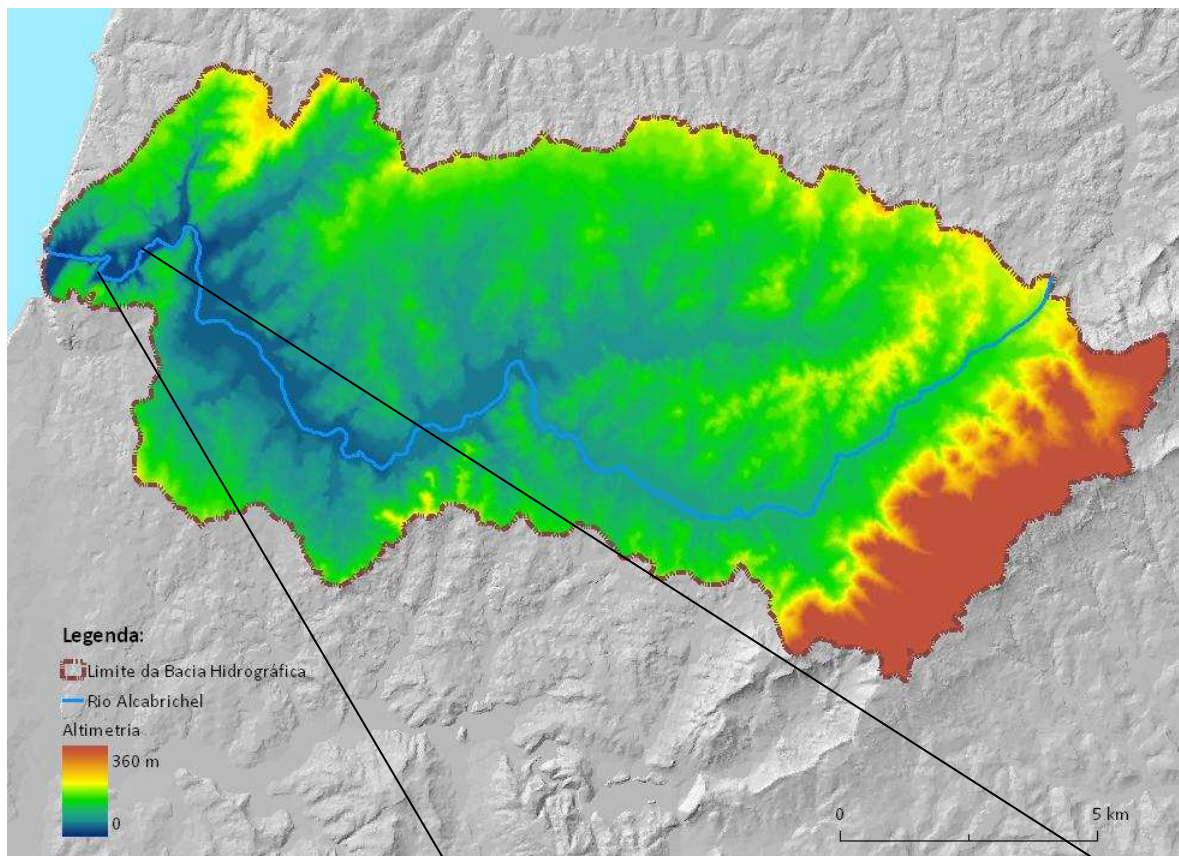 Legenda:
Limite da Bacia Hidrográfica
Rio Alcabrichel
Altimetria
360 m
0
0 5 km